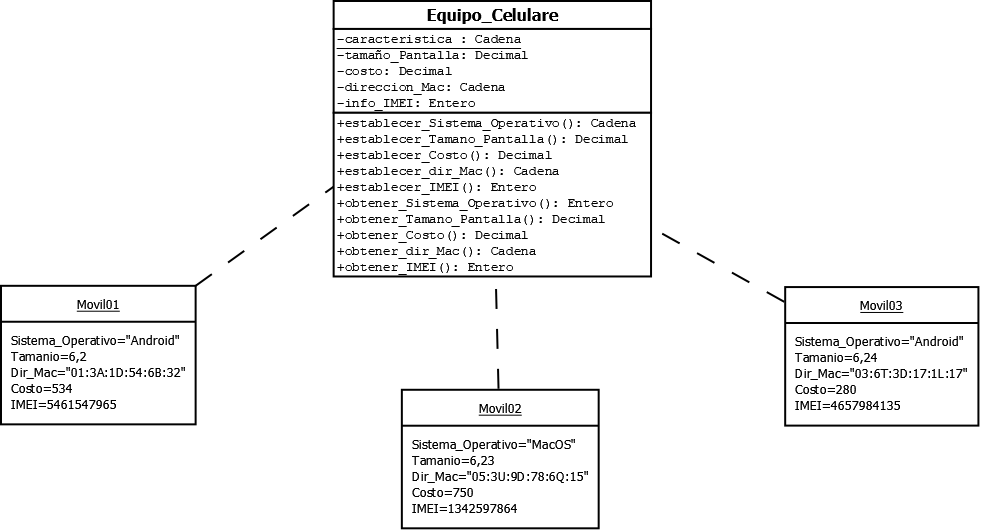 Equipo_Celulare
-caracteristica : Cadena
-tamaño_Pantalla: Decimal
-costo: Decimal
-direccion_Mac: Cadena
-info_IMEI: Entero
+establecer_Sistema_Operativo(): Cadena
+establecer_Tamano_Pantalla(): Decimal
+establecer_Costo(): Decimal
+establecer_dir_Mac(): Cadena
+establecer_IMEI(): Entero
+obtener_Sistema_Operativo(): Entero
+obtener_Tamano_Pantalla(): Decimal
+obtener_Costo(): Decimal
+obtener_dir_Mac(): Cadena
+obtener_IMEI(): Entero
Movil01
Sistema_Operativo="Android"
Tamanio=6,2
Dir_Mac="01:3A:1D:54:6B:32"
Costo=534
IMEI=5461547965
Movil02
Sistema_Operativo="MacOS"
Tamanio=6,23
Dir_Mac="05:3U:9D:78:6Q:15"
Costo=750
IMEI=1342597864
Movil03
Sistema_Operativo="Android"
Tamanio=6,24
Dir_Mac="03:6T:3D:17:1L:17"
Costo=280
IMEI=4657984135